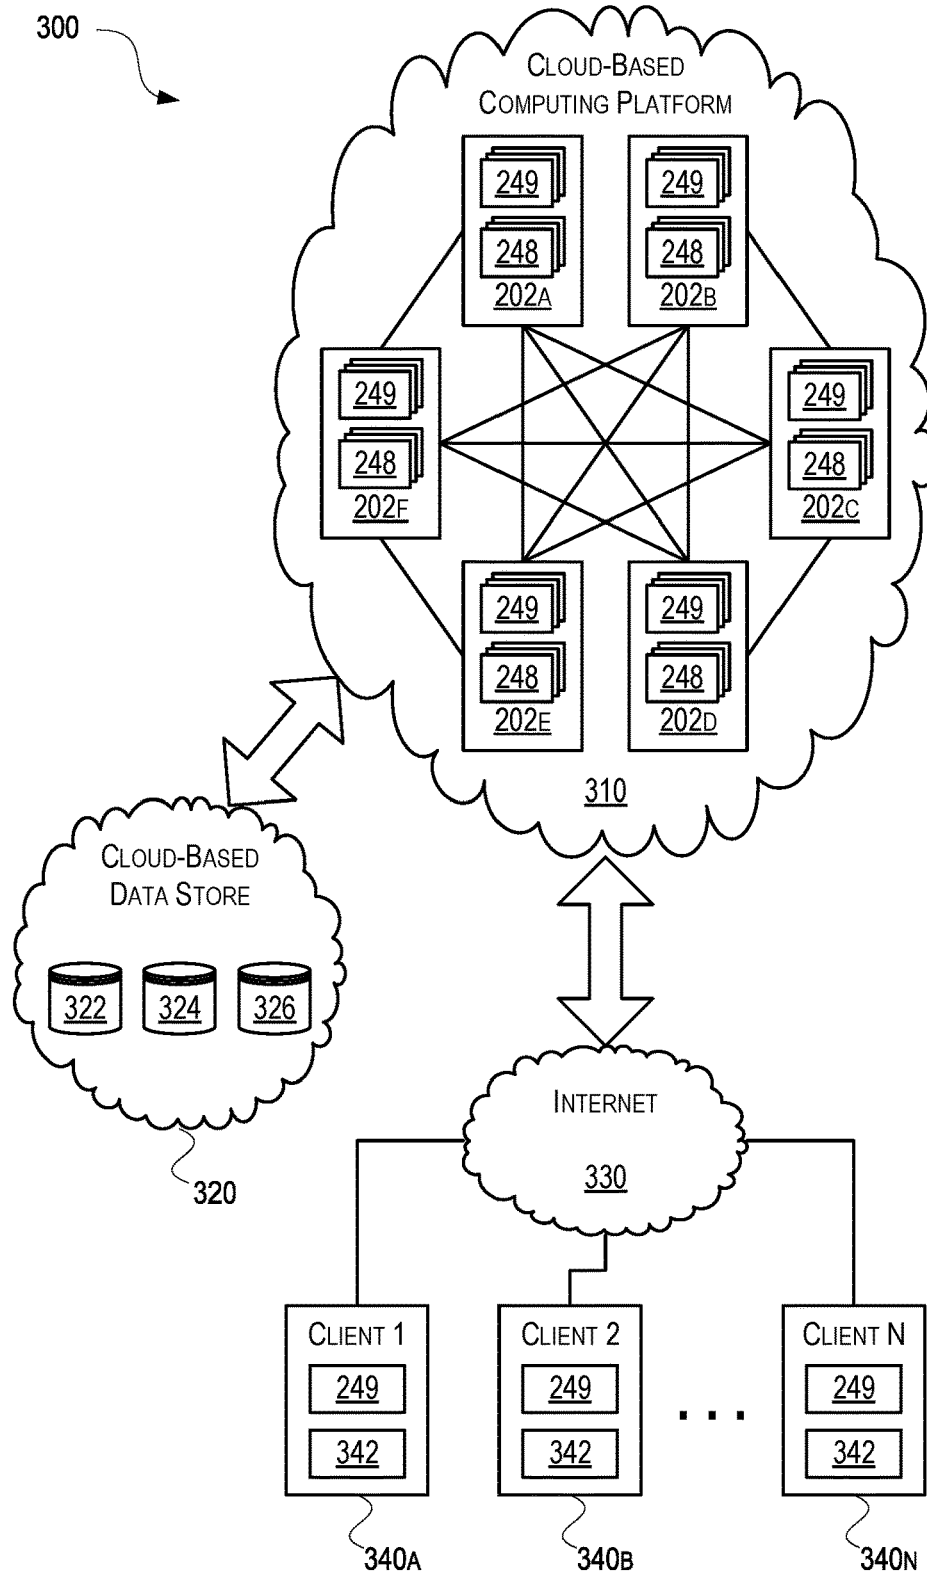 300
CLOUD-BASED
COMPUTING PLATFORM
249
248
202A
249
248
202B
249
248
202F
249
248
202C
249
248
202E
249
248
202D
310
CLOUD-BASED
DATA STORE
322 324 326
320
INTERNET
330
CLIENT 1
249
342
340A
CLIENT 2
249
342
340B
. . .
CLIENT N
249
342
340N